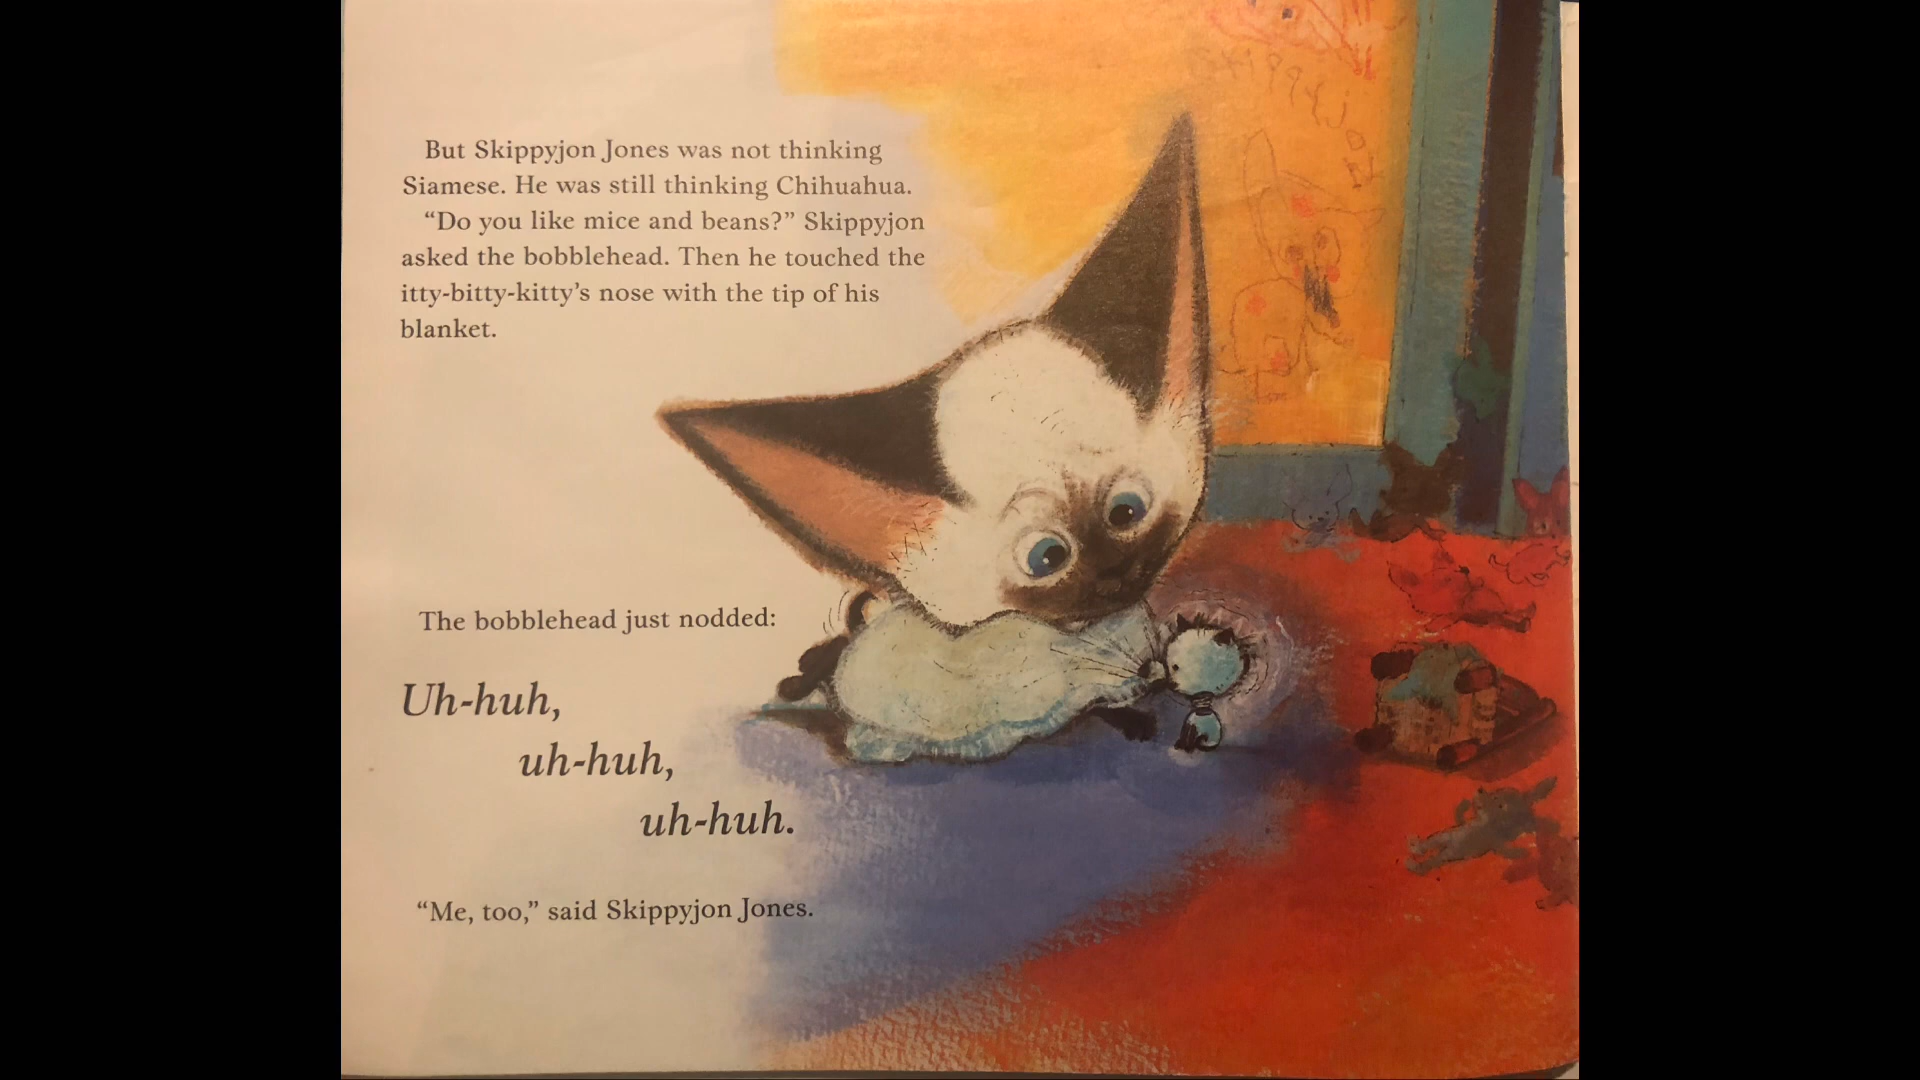 But Skippyjon Jones was not thinking
Siamese. He was still thinking Chihuahua.
“Do you like mice and beans?” Skippyjon
asked the bobblehead. Then he touched the
itty-bitty-kitty’s nose with the tip of his
blanket.
The bobblehead just nodded:
Uh-huh,
uh-huh,
uh-huh.
“Me, too,” said Skippyjon Jones.